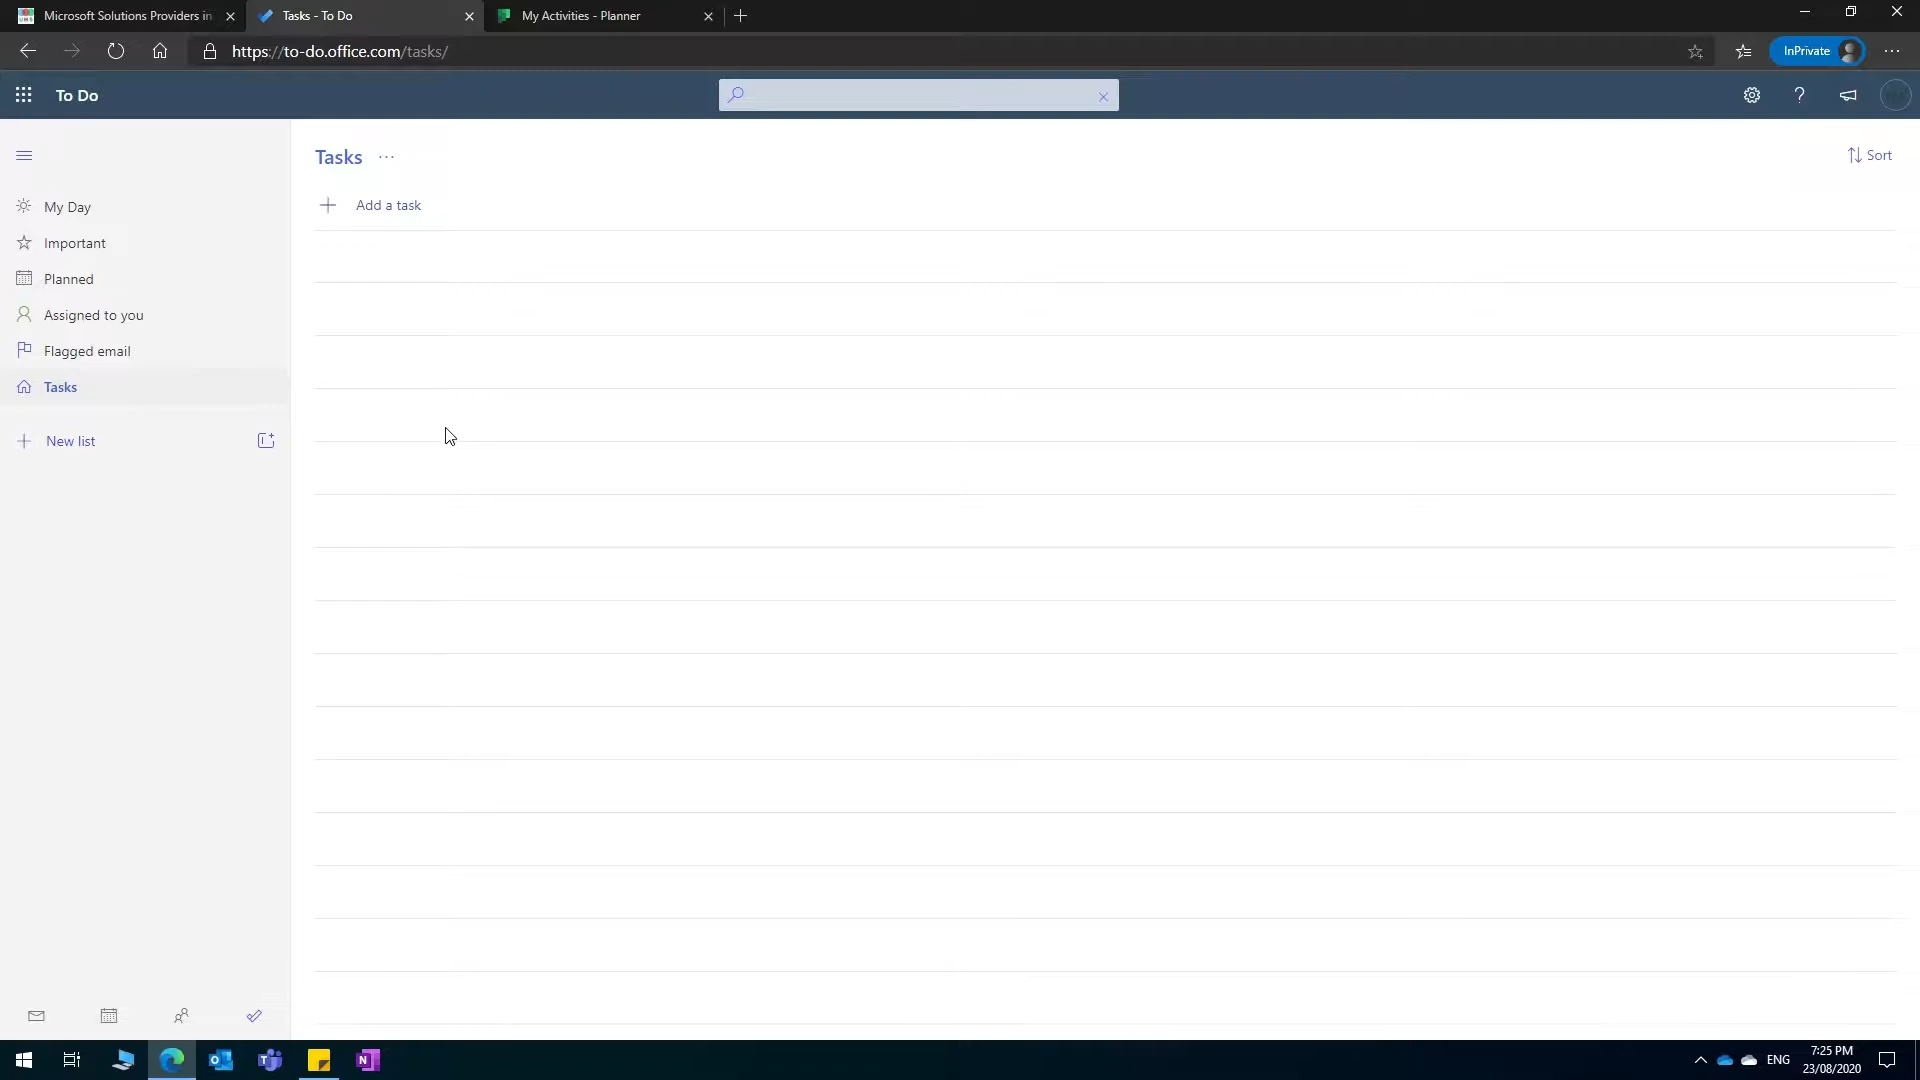 Microsoft Solutions Providers in
Tasks - To Do
My Activities - Planner
https://to-do.office.com/tasks/
InPrivate
To Do
Tasks
Sort
Add a task
My Day
Important
Planned
Assigned to you
Flagged email
Tasks
New list
ENG
7:25 PM
23/08/2020